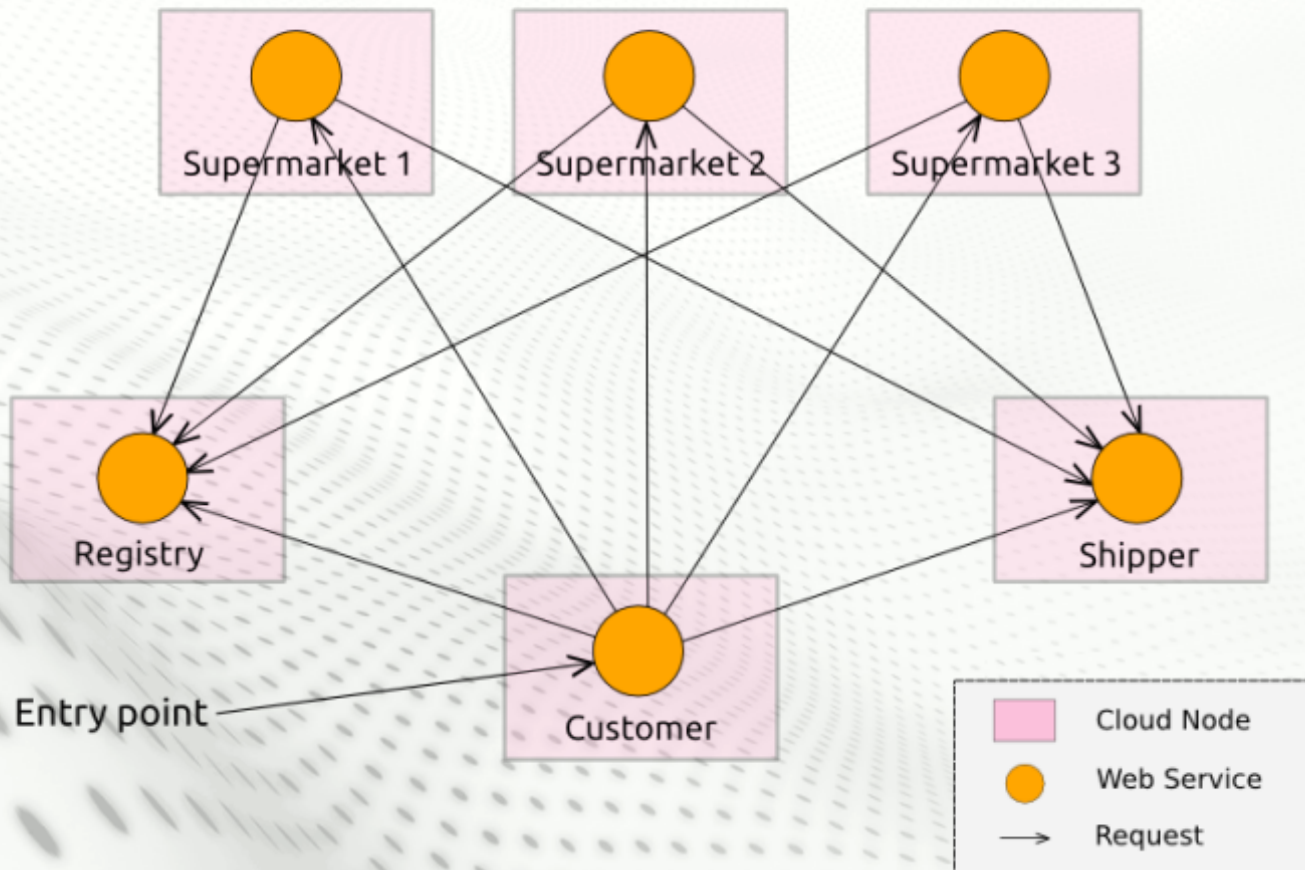 Supermarket 1
Supermarket 2
Supermarket 3
Registry
Shipper
Customer
Entry point
Cloud Node
Web Service
Request